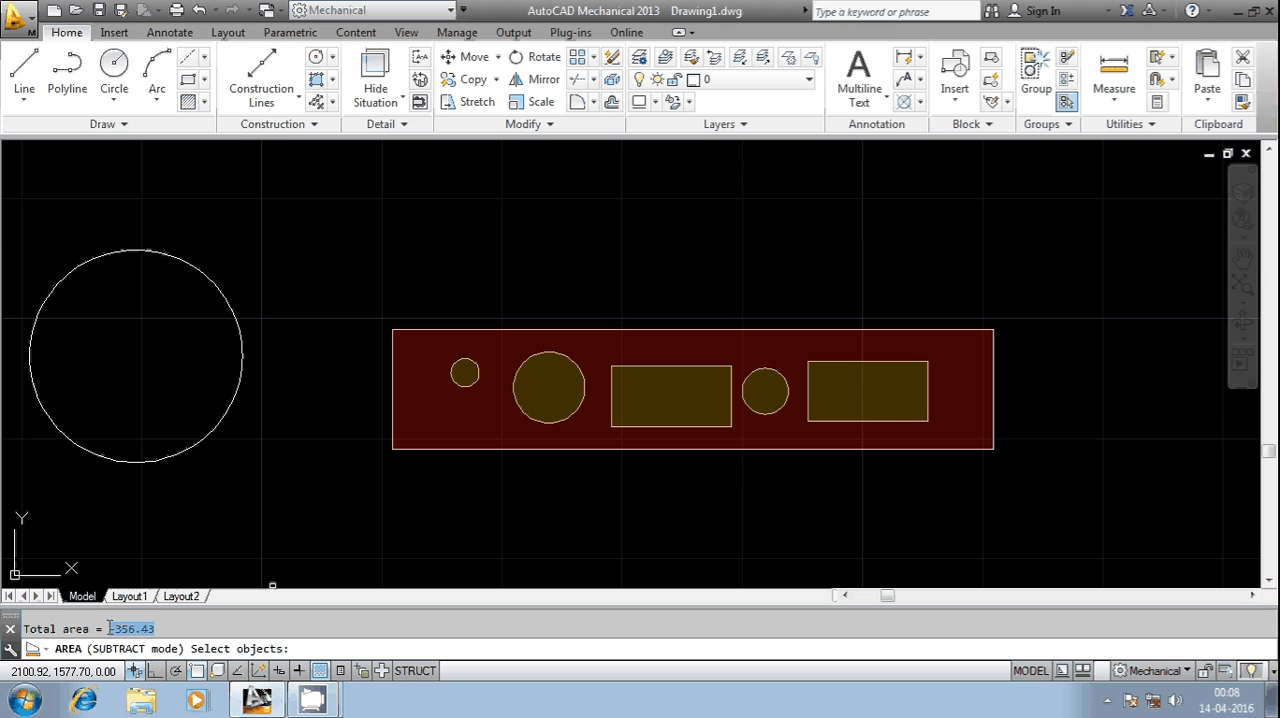 Mechanical
AutoCAD Mechanical 2013 Drawing1.dwg
Type a keyword or phrase
Sign In
M
Home Insert Annotate Layout Parametric Content View Manage Output Plug-ins Online
Line Polyline Circle Arc
Construction Lines
Hide Situation
Move Rotate
Copy Mirror
Stretch Scale
0
Multiline Text
Insert
Group
Measure
Paste
Draw Construction Detail Modify Layers Annotation Block Groups Utilities Clipboard
Y
X
Model Layout1 Layout2
Total area = -356.43
AREA (SUBTRACT mode) Select objects:
2100.92, 1577.70, 0.00
STRUCT
MODEL
Mechanical
00:08
14-04-2016